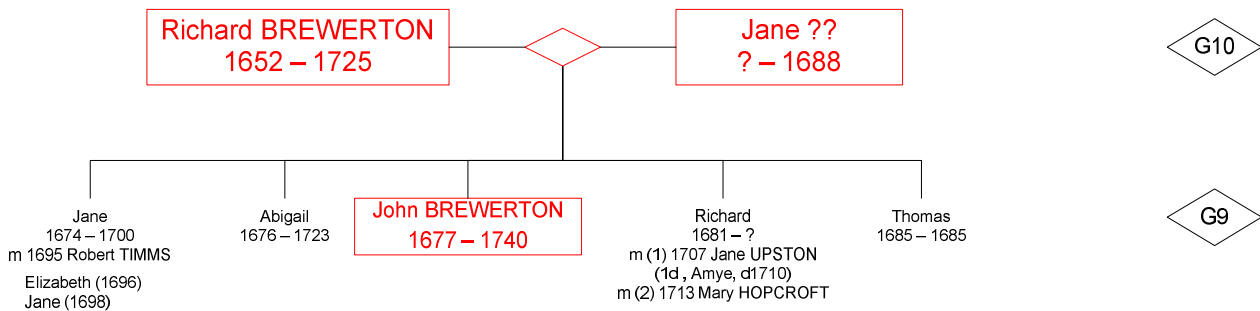 Richard BREWERTON
1652 – 1725
Jane ??
? – 1688
G10
Jane
1674 – 1700
m 1695 Robert TIMMS
Elizabeth (1696)
Jane (1698)
Abigail
1676 – 1723
John BREWERTON
1677 – 1740
Richard
1681 – ?
m (1) 1707 Jane UPSTON
(1d , Amye, d1710)
m (2) 1713 Mary HOPCROFT
Thomas
1685 – 1685
G9